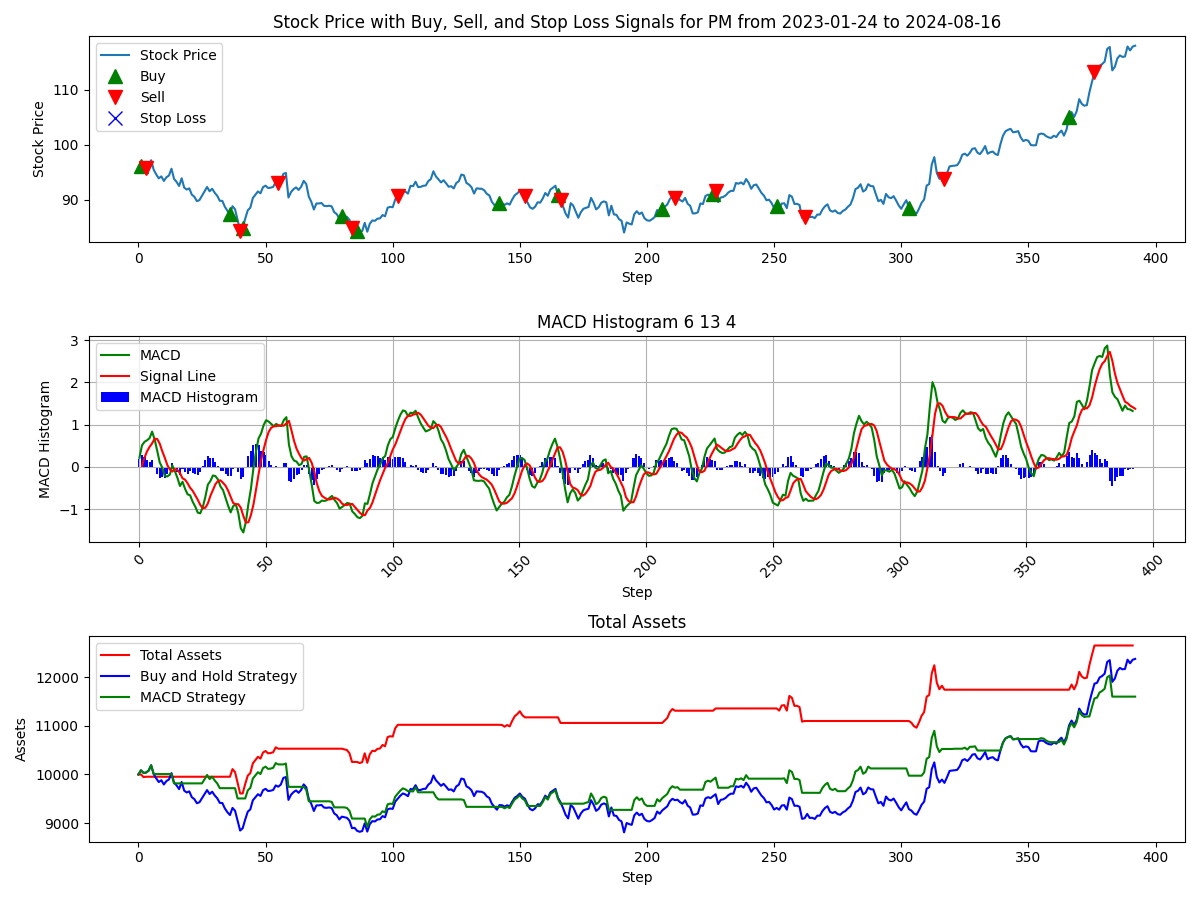 Stock Price with Buy, Sell, and Stop Loss Signals for PM from 2023-01-24 to 2024-08-16
Stock Price
Buy
Sell
Stop Loss
Stock Price
110
100
90
0 50 100 150 200 250 300 350 400
Step
MACD Histogram 6 13 4
MACD
Signal Line
MACD Histogram
MACD Histogram
3
2
1
0
−1
0 50 100 150 200 250 300 350 400
Step
Total Assets
Total Assets
Buy and Hold Strategy
MACD Strategy
Assets
12000
11000
10000
9000
0 50 100 150 200 250 300 350 400
Step